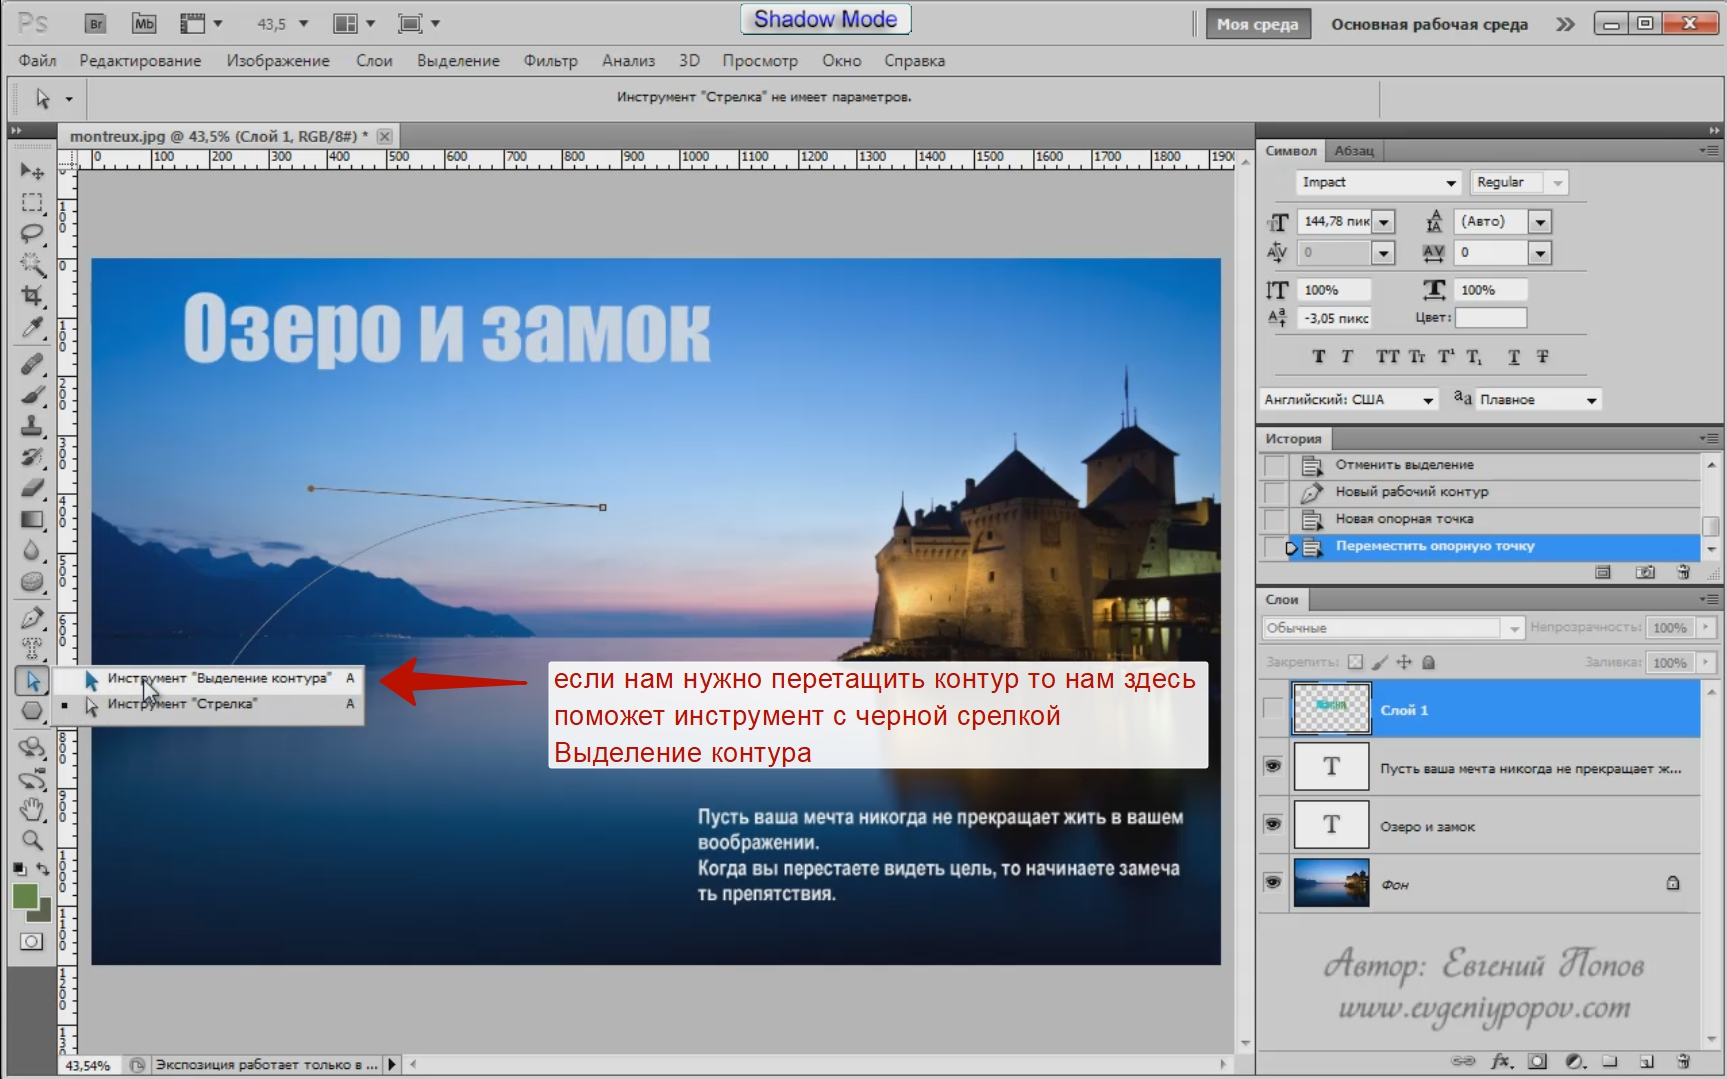 Ps Br Mb 43,5 Shadow Mode Моя среда Основная рабочая среда
Файл Редактирование Изображение Слои Выделение Фильтр Анализ 3D Просмотр Окно Справка
Инструмент "Стрелка" не имеет параметров.
montreux.jpg @ 43,5% (Слой 1, RGB/8#) *
0 100 200 300 400 500 600 700 800 900 1000 1100 1200 1300 1400 1500 1600 1700 1800 1900
Символ Абзац
Impact Regular
144,78 пик (Авто)
0 0
100% 100%
-3,05 пикс Цвет:
T T TT Tт T¹ T₁ T T
Английский: США aа Плавное
История
Отменить выделение
Новый рабочий контур
Новая опорная точка
Переместить опорную точку
Озеро и замок
Инструмент "Выделение контура" A
Инструмент "Стрелка" A
если нам нужно перетащить контур то нам здесь
поможет инструмент с черной срелкой
Выделение контура
Пусть ваша мечта никогда не прекращает жить в вашем
воображении.
Когда вы перестаете видеть цель, то начинаете замеча
ть препятствия.
Слои
Обычные Непрозрачность: 100%
Закрепить: Заливка: 100%
Слой 1
T Пусть ваша мечта никогда не прекращает ж...
T Озеро и замок
Фон
Автор: Евгений Попов
www.evgeniypopov.com
43,54% Экспозиция работает только в ...
fx